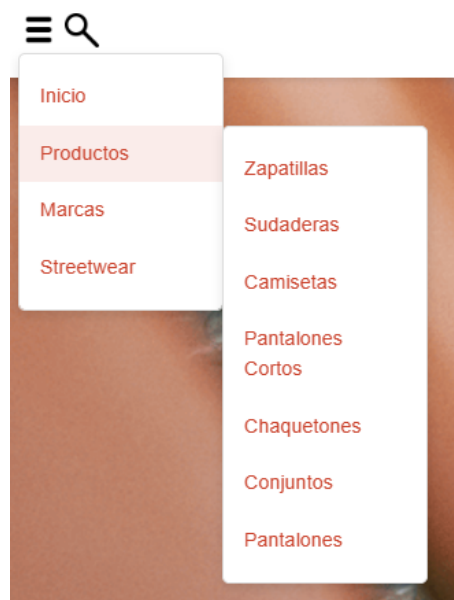 Inicio
Productos
Marcas
Streetwear
Zapatillas
Sudaderas
Camisetas
Pantalones
Cortos
Chaquetones
Conjuntos
Pantalones